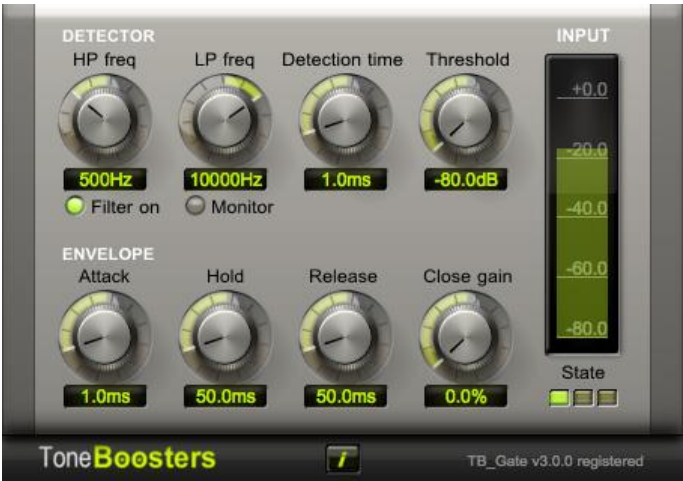 DETECTOR
HP freq LP freq Detection time Threshold
500Hz 10000Hz 1.0ms -80.0dB
Filter on Monitor
ENVELOPE
Attack Hold Release Close gain
1.0ms 50.0ms 50.0ms 0.0%
INPUT
+0.0
-20.0
-40.0
-60.0
-80.0
State
ToneBoosters i TB_Gate v3.0.0 registered